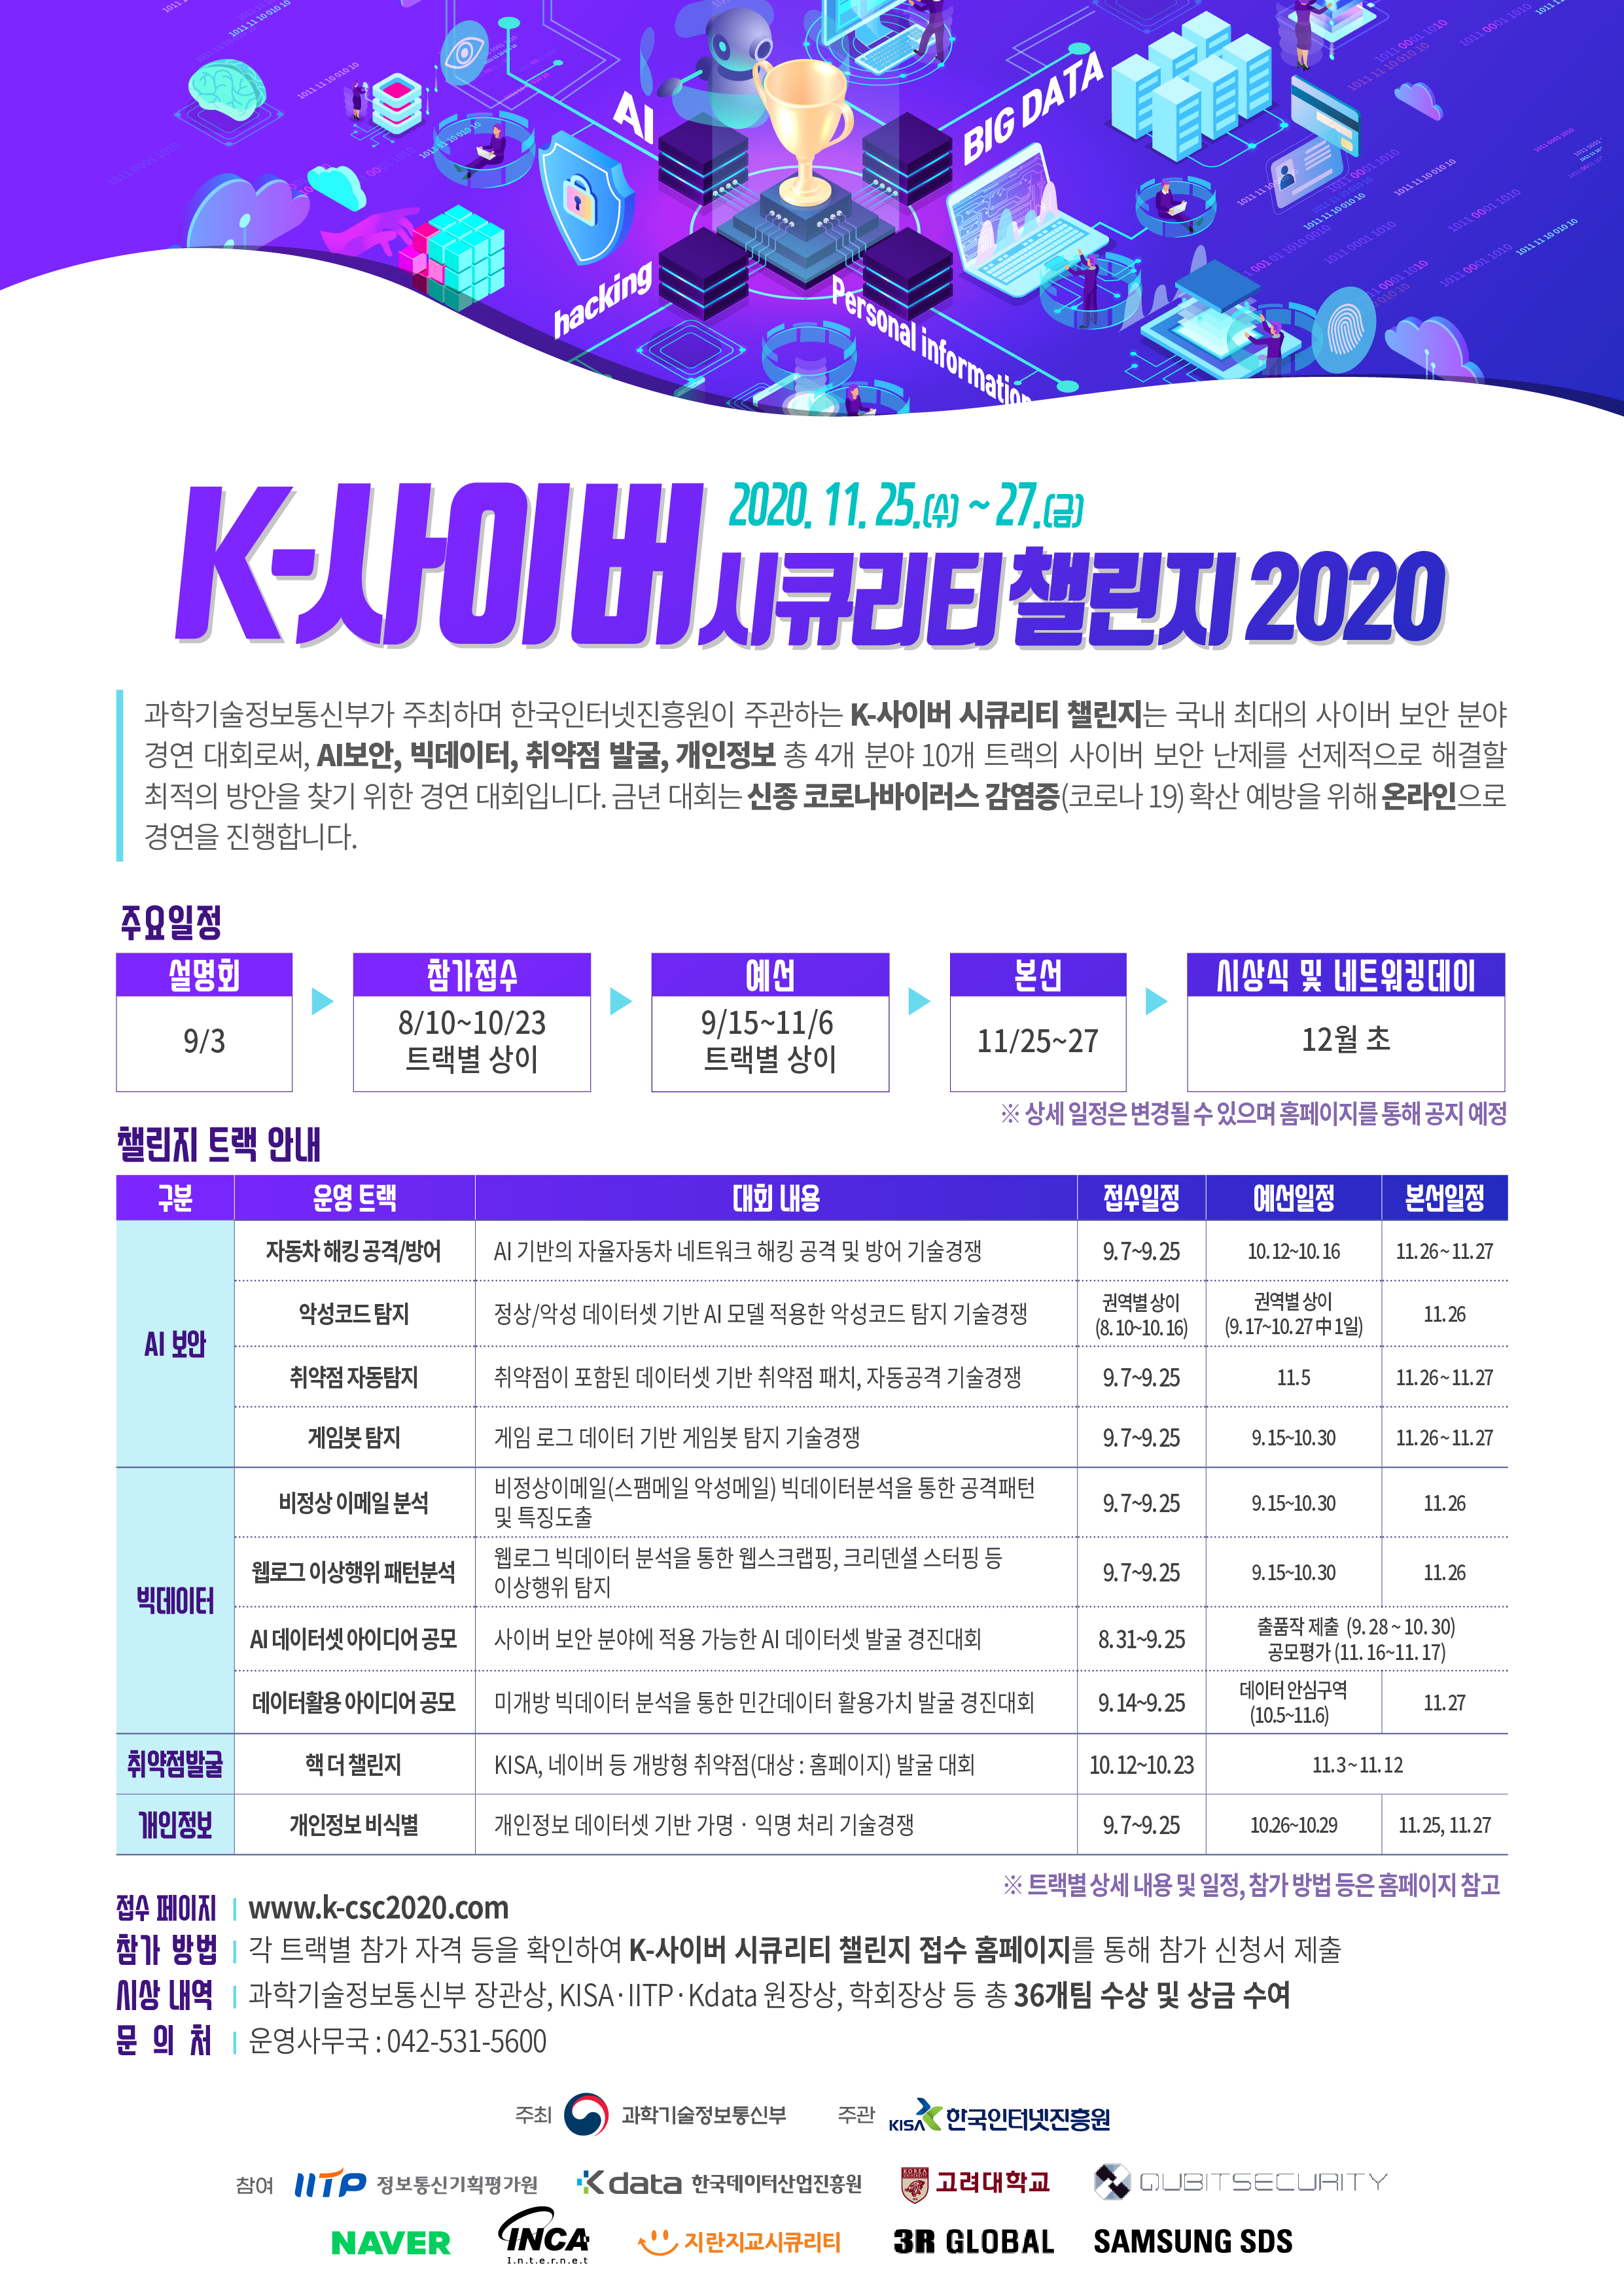 AI
BIG DATA
hacking
Personal information
2020. 11. 25.(수) ~ 27.(금)
K-사이버 시큐리티 챌린지 2020
과학기술정보통신부가 주최하며 한국인터넷진흥원이 주관하는 K-사이버 시큐리티 챌린지는 국내 최대의 사이버 보안 분야
경연 대회로써, AI보안, 빅데이터, 취약점 발굴, 개인정보 총 4개 분야 10개 트랙의 사이버 보안 난제를 선제적으로 해결할
최적의 방안을 찾기 위한 경연 대회입니다. 금년 대회는 신종 코로나바이러스 감염증(코로나 19) 확산 예방을 위해 온라인으로
경연을 진행합니다.
주요일정
설명회 참가접수 예선 본선 시상식 및 네트워킹데이
9/3 8/10~10/23 트랙별 상이 9/15~11/6 트랙별 상이 11/25~27 12월 초
※ 상세 일정은 변경될 수 있으며 홈페이지를 통해 공지 예정
챌린지 트랙 안내
구분 운영 트랙 대회 내용 접수일정 예선일정 본선일정
AI 보안
자동차 해킹 공격/방어 AI 기반의 자율자동차 네트워크 해킹 공격 및 방어 기술경쟁 9.7~9.25 10.12~10.16 11.26~11.27
악성코드 탐지 정상/악성 데이터셋 기반 AI 모델 적용한 악성코드 탐지 기술경쟁 권역별 상이 (8.10~10.16) 권역별 상이 (9.17~10.27 中 1일) 11.26
취약점 자동탐지 취약점이 포함된 데이터셋 기반 취약점 패치, 자동공격 기술경쟁 9.7~9.25 11.5 11.26~11.27
게임봇 탐지 게임 로그 데이터 기반 게임봇 탐지 기술경쟁 9.7~9.25 9.15~10.30 11.26~11.27
빅데이터
비정상 이메일 분석 비정상이메일(스팸메일 악성메일) 빅데이터분석을 통한 공격패턴
및 특징도출 9.7~9.25 9.15~10.30 11.26
웹로그 이상행위 패턴분석 웹로그 빅데이터 분석을 통한 웹스크랩핑, 크리덴셜 스터핑 등
이상행위 탐지 9.7~9.25 9.15~10.30 11.26
AI 데이터셋 아이디어 공모 사이버 보안 분야에 적용 가능한 AI 데이터셋 발굴 경진대회 8.31~9.25 출품작 제출 (9.28 ~ 10.30)
공모평가 (11.16~11.17)
데이터활용 아이디어 공모 미개방 빅데이터 분석을 통한 민간데이터 활용가치 발굴 경진대회 9.14~9.25 데이터 안심구역 (10.5~11.6) 11.27
취약점발굴 핵 더 챌린지 KISA, 네이버 등 개방형 취약점(대상 : 홈페이지) 발굴 대회 10.12~10.23 11.3~11.12
개인정보 개인정보 비식별 개인정보 데이터셋 기반 가명 · 익명 처리 기술경쟁 9.7~9.25 10.26~10.29 11.25, 11.27
※ 트랙별 상세 내용 및 일정, 참가 방법 등은 홈페이지 참고
접수 페이지 www.k-csc2020.com
참가 방법 각 트랙별 참가 자격 등을 확인하여 K-사이버 시큐리티 챌린지 접수 홈페이지를 통해 참가 신청서 제출
시상 내역 과학기술정보통신부 장관상, KISA·IITP·Kdata 원장상, 학회장상 등 총 36개팀 수상 및 상금 수여
문 의 처 운영사무국 : 042-531-5600
주최 과학기술정보통신부 주관 KISA 한국인터넷진흥원
참여 IITP 정보통신기획평가원 Kdata 한국데이터산업진흥원 고려대학교 QUBITSECURITY
NAVER INCA Internet 지란지교시큐리티 3R GLOBAL SAMSUNG SDS